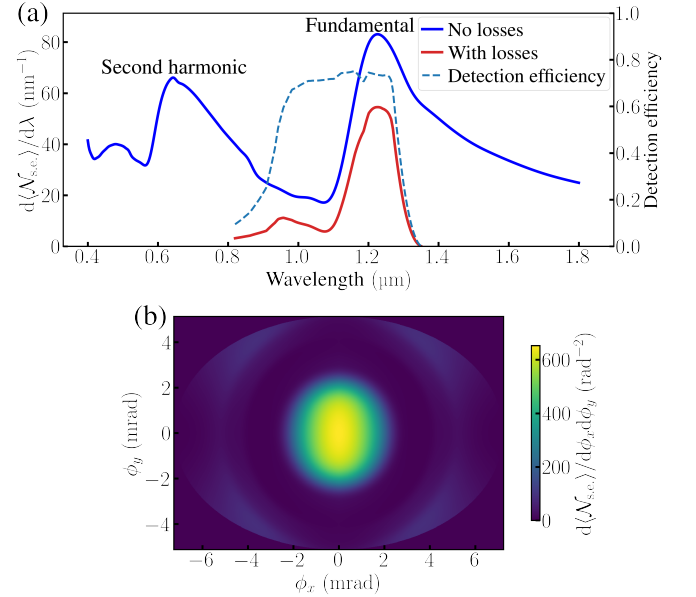 (a)
Fundamental
Second harmonic
No losses
With losses
Detection efficiency
d⟨𝒩s.e.⟩/dλ (nm⁻¹)
0
20
40
60
80
0.0
0.2
0.4
0.6
0.8
1.0
Detection efficiency
0.4 0.6 0.8 1.0 1.2 1.4 1.6 1.8
Wavelength (μm)
(b)
ϕy (mrad)
4
2
0
−2
−4
−6 −4 −2 0 2 4 6
ϕx (mrad)
600
400
200
0
d⟨𝒩s.e.⟩/dϕxdϕy (rad⁻²)